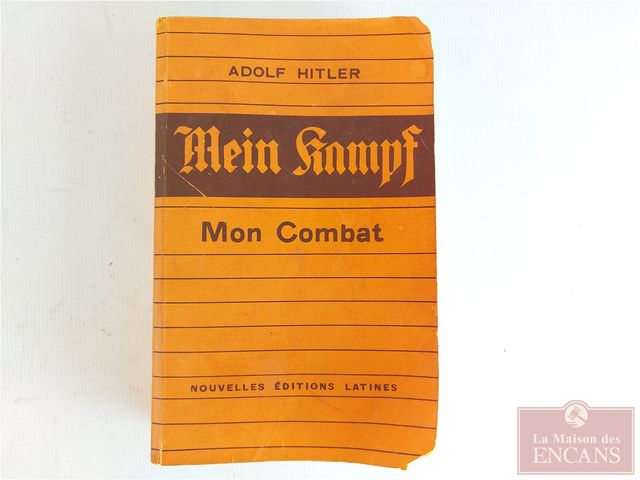 ADOLF HITLER
Mein Kampf
Mon Combat
NOUVELLES ÉDITIONS LATINES
La Maison des
ENCANS